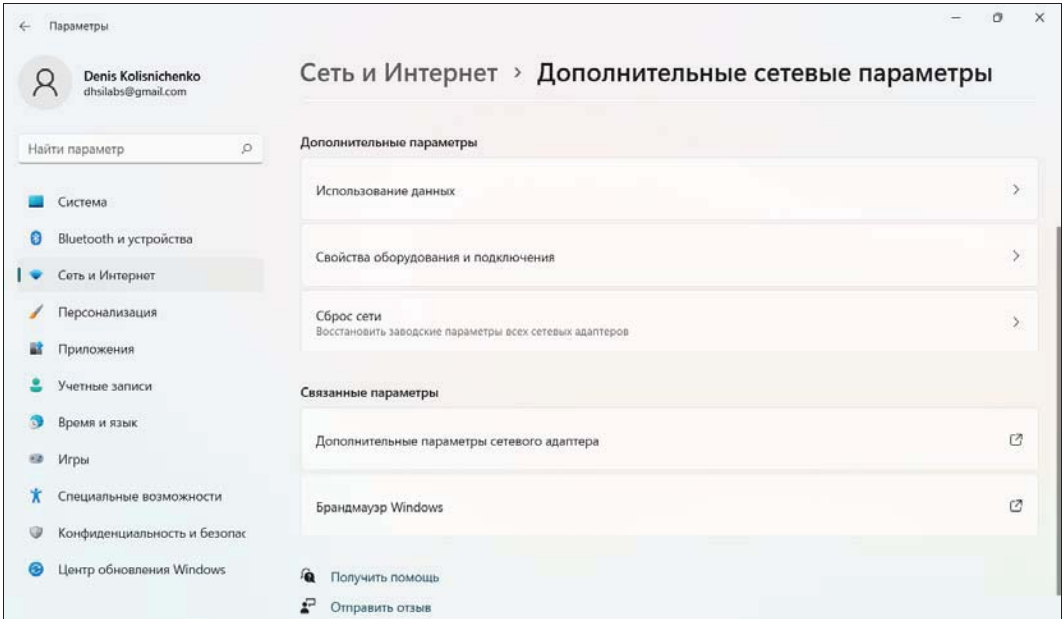 Параметры
Denis Kolisnichenko
dhsilabs@gmail.com
Найти параметр
Система
Bluetooth и устройства
Сеть и Интернет
Персонализация
Приложения
Учетные записи
Время и язык
Игры
Специальные возможности
Конфиденциальность и безопас
Центр обновления Windows
Сеть и Интернет > Дополнительные сетевые параметры
Дополнительные параметры
Использование данных
Свойства оборудования и подключения
Сброс сети
Восстановить заводские параметры всех сетевых адаптеров
Связанные параметры
Дополнительные параметры сетевого адаптера
Брандмауэр Windows
Получить помощь
Отправить отзыв